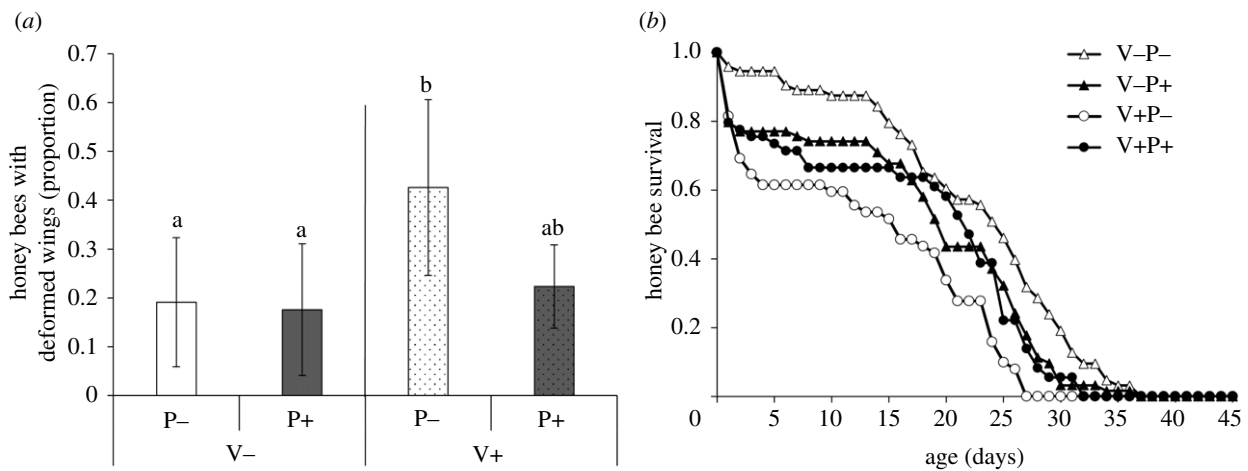 (a)
honey bees with
deformed wings (proportion)
0.7
0.6
0.5
0.4
0.3
0.2
0.1
0
a
a
b
ab
P–
P+
P–
P+
V–
V+
(b)
honey bee survival
1.0
0.8
0.6
0.4
0.2
0
5
10
15
20
25
30
35
40
45
age (days)
V–P–
V–P+
V+P–
V+P+